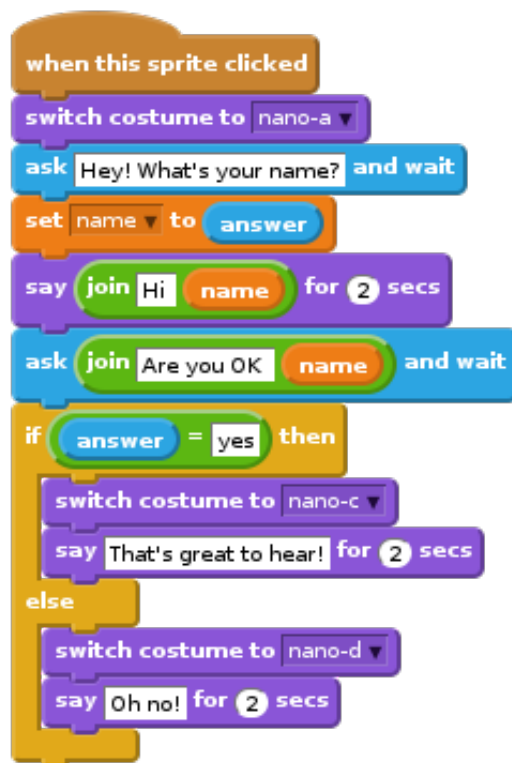 when this sprite clicked
switch costume to nano-a
ask Hey! What's your name? and wait
set name to answer
say join Hi name for 2 secs
ask join Are you OK name and wait
if answer = yes then
switch costume to nano-c
say That's great to hear! for 2 secs
else
switch costume to nano-d
say Oh no! for 2 secs